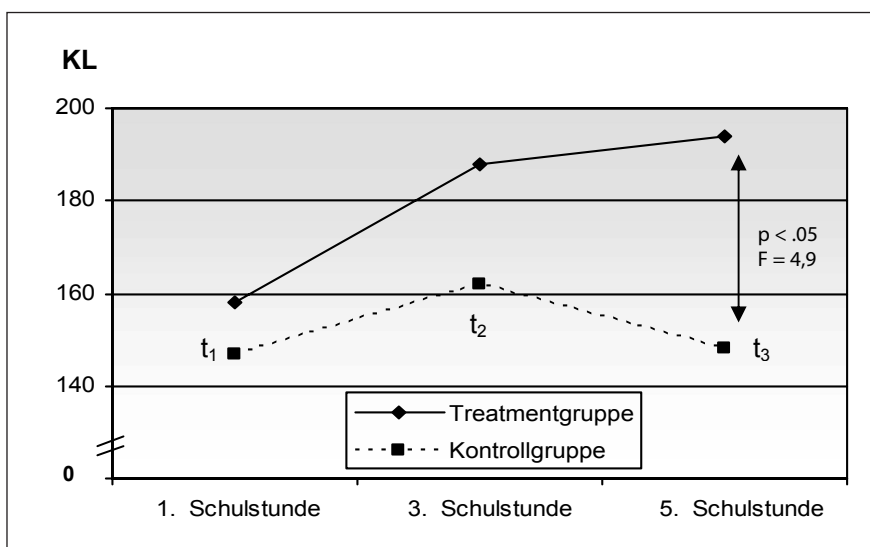 KL
200
180
160
140
0
p < .05
F = 4,9
t₁
t₂
t₃
Treatmentgruppe
Kontrollgruppe
1. Schulstunde
3. Schulstunde
5. Schulstunde